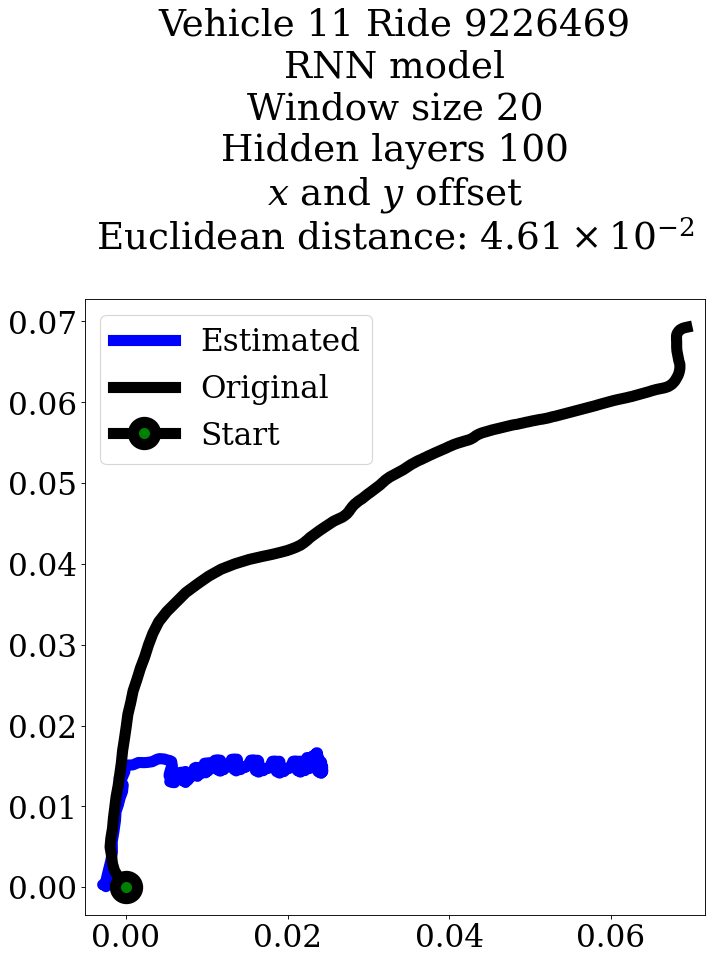 Vehicle 11 Ride 9226469
RNN model
Window size 20
Hidden layers 100
x and y offset
Euclidean distance: 4.61 × 10⁻²
Estimated
Original
Start
0.07
0.06
0.05
0.04
0.03
0.02
0.01
0.00
0.00 0.02 0.04 0.06